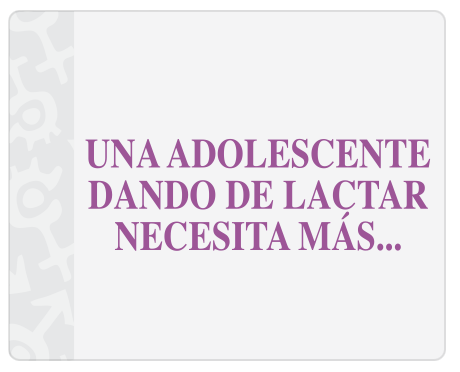 UNA ADOLESCENTE
DANDO DE LACTAR
NECESITA MÁS...